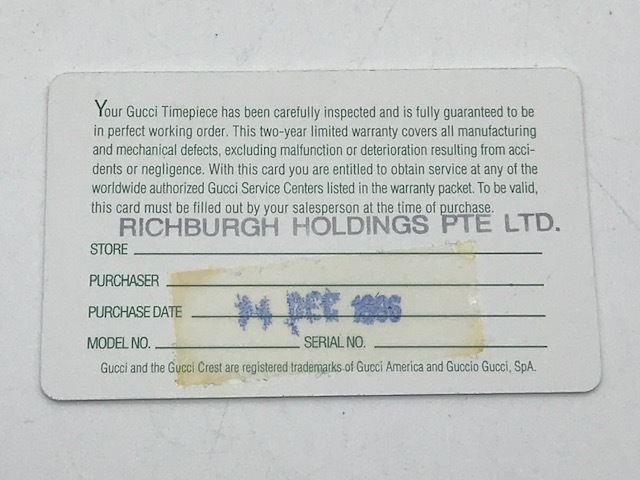 Your Gucci Timepiece has been carefully inspected and is fully guaranteed to be
in perfect working order. This two-year limited warranty covers all manufacturing
and mechanical defects, excluding malfunction or deterioration resulting from acci-
dents or negligence. With this card you are entitled to obtain service at any of the
worldwide authorized Gucci Service Centers listed in the warranty packet. To be valid,
this card must be filled out by your salesperson at the time of purchase.
RICHBURGH HOLDINGS PTE LTD.
STORE
PURCHASER
PURCHASE DATE DEC
MODEL NO. SERIAL NO.
Gucci and the Gucci Crest are registered trademarks of Gucci America and Guccio Gucci, SpA.